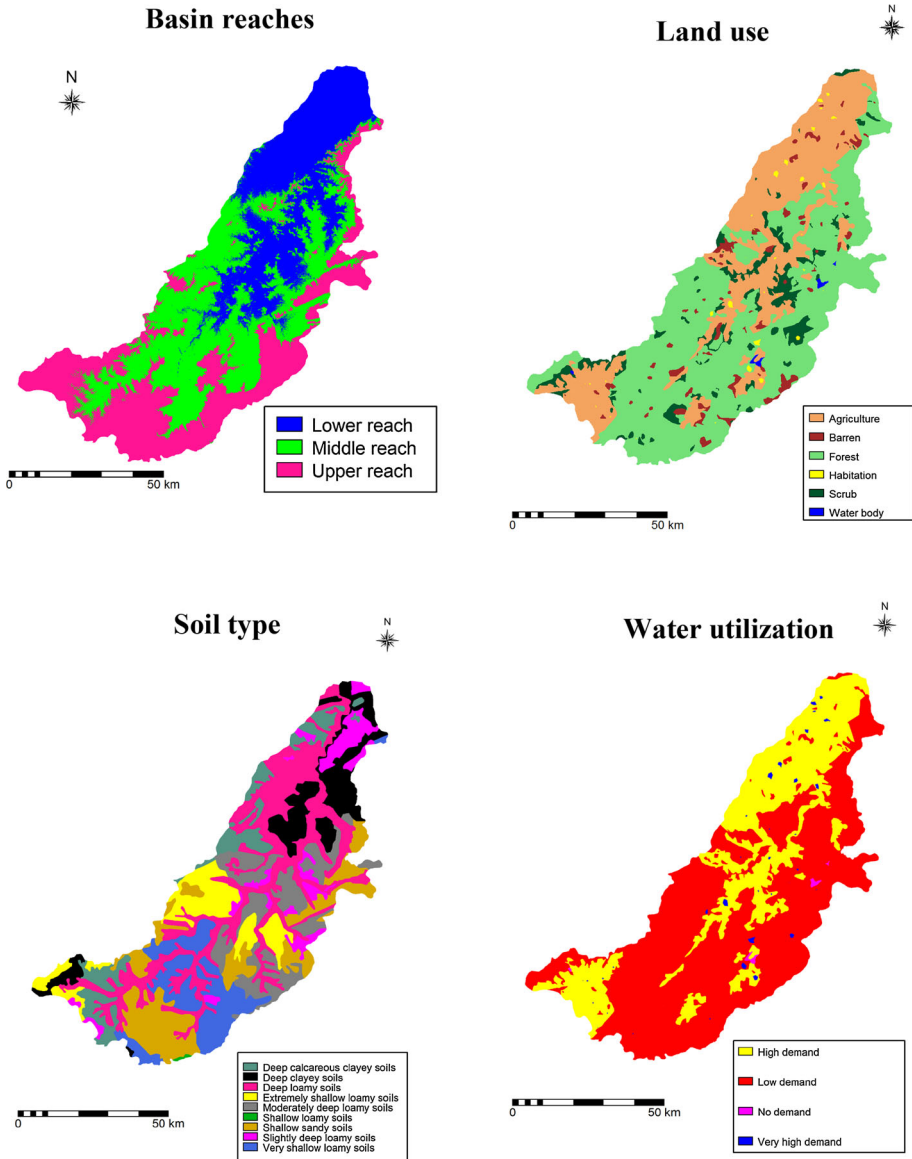 Basin reaches
N
Lower reach
Middle reach
Upper reach
0 50 km
Land use
N
Agriculture
Barren
Forest
Habitation
Scrub
Water body
0 50 km
Soil type
N
Deep calcareous clayey soils
Deep clayey soils
Deep loamy soils
Extremely shallow loamy soils
Moderately deep loamy soils
Shallow loamy soils
Shallow sandy soils
Slightly deep loamy soils
Very shallow loamy soils
0 50 km
Water utilization
N
High demand
Low demand
No demand
Very high demand
0 50 km